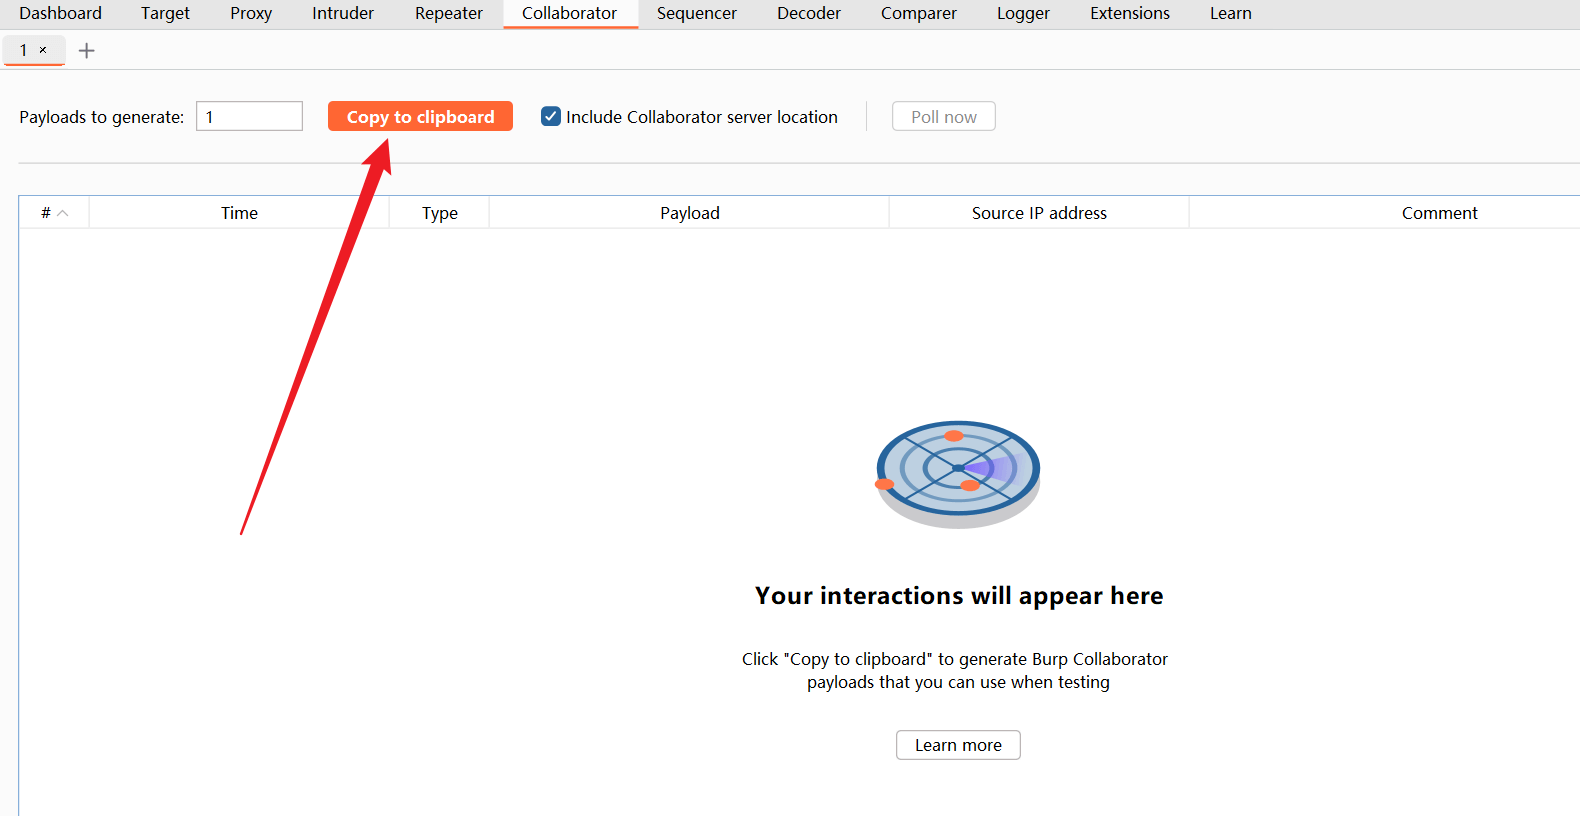 Dashboard Target Proxy Intruder Repeater Collaborator Sequencer Decoder Comparer Logger Extensions Learn
1 ×
Payloads to generate: 1 Copy to clipboard Include Collaborator server location Poll now
# Time Type Payload Source IP address Comment
Your interactions will appear here
Click "Copy to clipboard" to generate Burp Collaborator
payloads that you can use when testing
Learn more